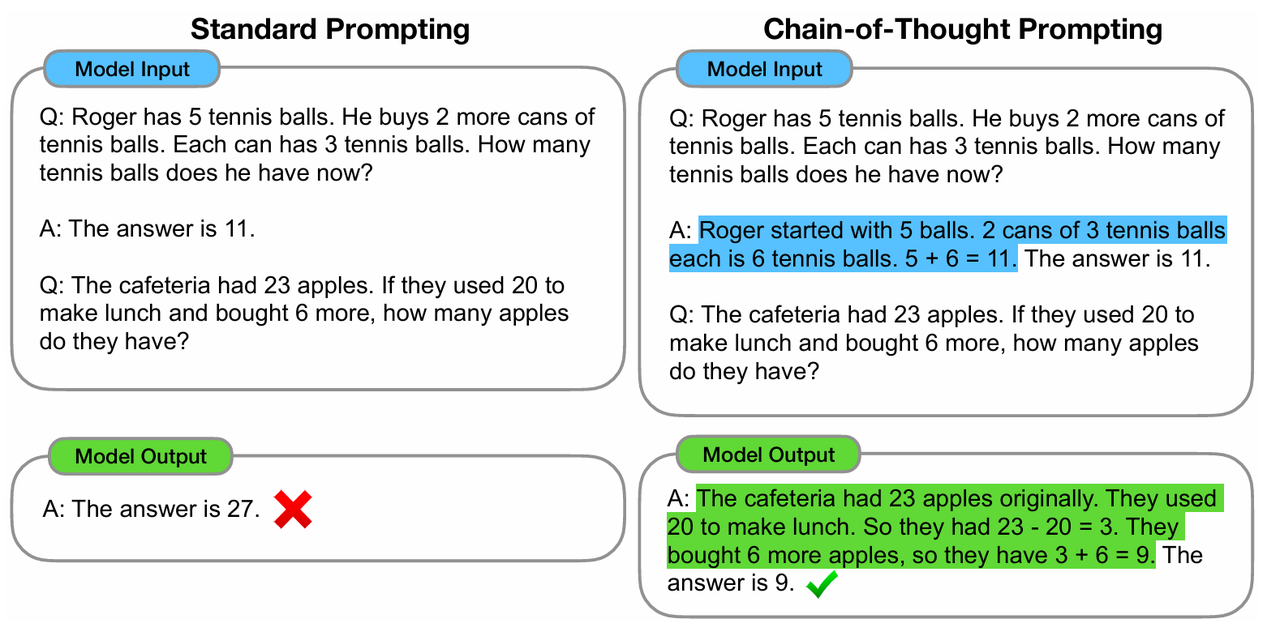 Standard Prompting
Model Input
Q: Roger has 5 tennis balls. He buys 2 more cans of
tennis balls. Each can has 3 tennis balls. How many
tennis balls does he have now?
A: The answer is 11.
Q: The cafeteria had 23 apples. If they used 20 to
make lunch and bought 6 more, how many apples
do they have?
Model Output
A: The answer is 27.
Chain-of-Thought Prompting
Model Input
Q: Roger has 5 tennis balls. He buys 2 more cans of
tennis balls. Each can has 3 tennis balls. How many
tennis balls does he have now?
A: Roger started with 5 balls. 2 cans of 3 tennis balls
each is 6 tennis balls. 5 + 6 = 11. The answer is 11.
Q: The cafeteria had 23 apples. If they used 20 to
make lunch and bought 6 more, how many apples
do they have?
Model Output
A: The cafeteria had 23 apples originally. They used
20 to make lunch. So they had 23 - 20 = 3. They
bought 6 more apples, so they have 3 + 6 = 9. The
answer is 9.